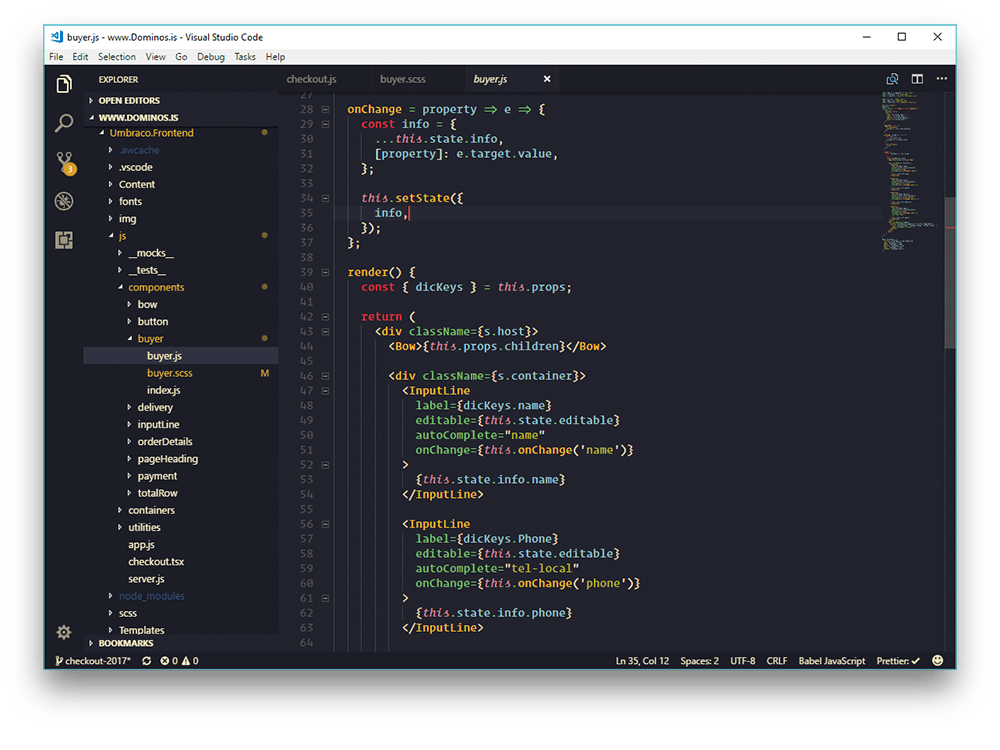 buyer.js - www.Dominos.is - Visual Studio Code
File Edit Selection View Go Debug Tasks Help
EXPLORER
OPEN EDITORS
WWW.DOMINOS.IS
Umbraco.Frontend
.awcache
.vscode
Content
fonts
img
js
__mocks__
__tests__
components
bow
button
buyer
buyer.js
buyer.scss M
index.js
delivery
inputLine
orderDetails
pageHeading
payment
totalRow
containers
utilities
app.js
checkout.tsx
server.js
node_modules
scss
Templates
BOOKMARKS
3
checkout.js buyer.scss buyer.js
27
28 onChange = property => e => {
29 const info = {
30 ...this.state.info,
31 [property]: e.target.value,
32 };
33
34 this.setState({
35 info,
36 });
37 };
38
39 render() {
40 const { dicKeys } = this.props;
41
42 return (
43 <div className={s.host}>
44 <Bow>{this.props.children}</Bow>
45
46 <div className={s.container}>
47 <InputLine
48 label={dicKeys.name}
49 editable={this.state.editable}
50 autoComplete="name"
51 onChange={this.onChange('name')}
52 >
53 {this.state.info.name}
54 </InputLine>
55
56 <InputLine
57 label={dicKeys.Phone}
58 editable={this.state.editable}
59 autoComplete="tel-local"
60 onChange={this.onChange('phone')}
61 >
62 {this.state.info.phone}
63 </InputLine>
64
checkout-2017* 0 0 Ln 35, Col 12 Spaces: 2 UTF-8 CRLF Babel JavaScript Prettier: ✓